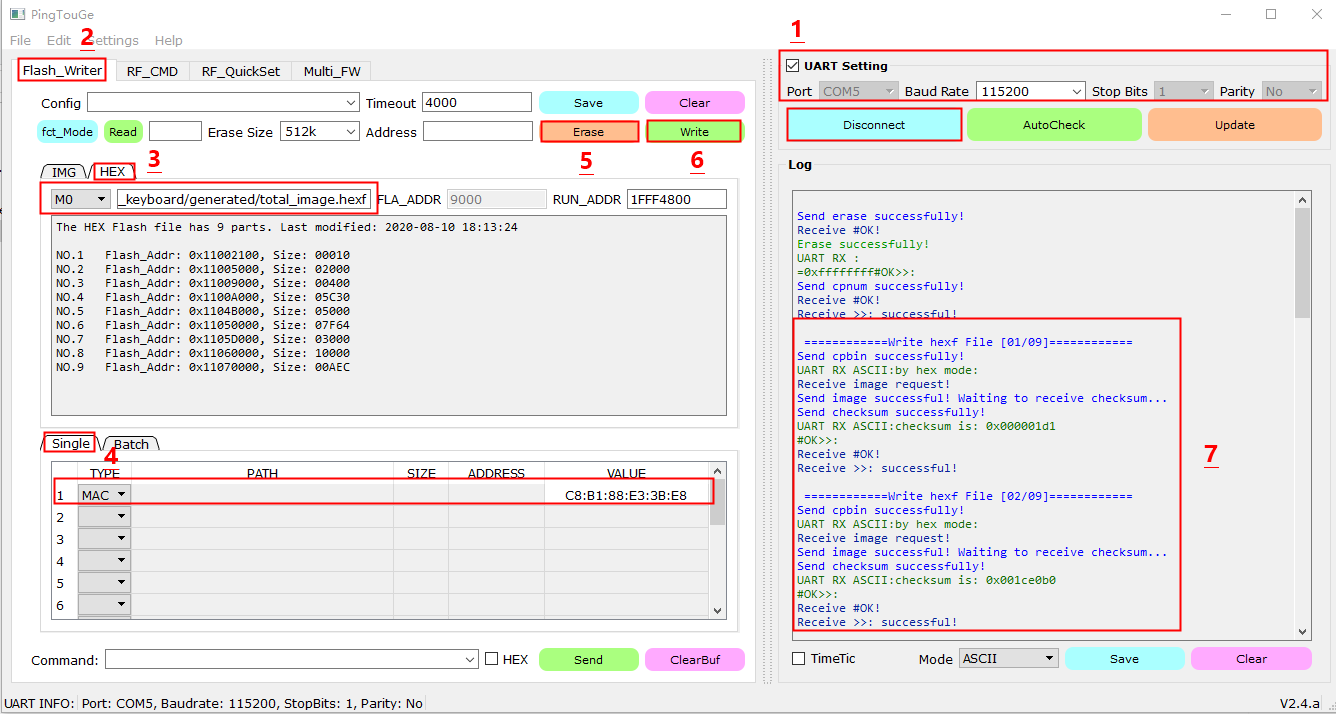 PingTouGe
File Edit Settings Help
2
1
Flash_Writer RF_CMD RF_QuickSet Multi_FW
Config Timeout 4000 Save Clear
fct_Mode Read Erase Size 512k Address Erase Write
3 5 6
IMG HEX
M0 _keyboard/generated/total_image.hexf FLA_ADDR 9000 RUN_ADDR 1FFF4800
The HEX Flash file has 9 parts. Last modified: 2020-08-10 18:13:24
NO.1 Flash_Addr: 0x11002100, Size: 00010
NO.2 Flash_Addr: 0x11005000, Size: 02000
NO.3 Flash_Addr: 0x11009000, Size: 00400
NO.4 Flash_Addr: 0x1100A000, Size: 05C30
NO.5 Flash_Addr: 0x1104B000, Size: 05000
NO.6 Flash_Addr: 0x11050000, Size: 07F64
NO.7 Flash_Addr: 0x1105D000, Size: 03000
NO.8 Flash_Addr: 0x11060000, Size: 10000
NO.9 Flash_Addr: 0x11070000, Size: 00AEC
Single Batch
4
TYPE PATH SIZE ADDRESS VALUE
1 MAC C8:B1:88:E3:3B:E8
2
3
4
5
6
Command: HEX Send ClearBuf
UART Setting
Port COM5 Baud Rate 115200 Stop Bits 1 Parity No
Disconnect AutoCheck Update
Log
Send erase successfully!
Receive #OK!
Erase successfully!
UART RX :
=0xffffffff#OK>>:
Send cpnum successfully!
Receive #OK!
Receive >>: successful!
============Write hexf File [01/09]============
Send cpbin successfully!
UART RX ASCII:by hex mode:
Receive image request!
Send image successful! Waiting to receive checksum...
Send checksum successfully!
UART RX ASCII:checksum is: 0x000001d1
#OK>>:
Receive #OK!
Receive >>: successful!
7
============Write hexf File [02/09]============
Send cpbin successfully!
UART RX ASCII:by hex mode:
Receive image request!
Send image successful! Waiting to receive checksum...
Send checksum successfully!
UART RX ASCII:checksum is: 0x001ce0b0
#OK>>:
Receive #OK!
Receive >>: successful!
TimeTic Mode ASCII Save Clear
UART INFO: Port: COM5, Baudrate: 115200, StopBits: 1, Parity: No V2.4.a